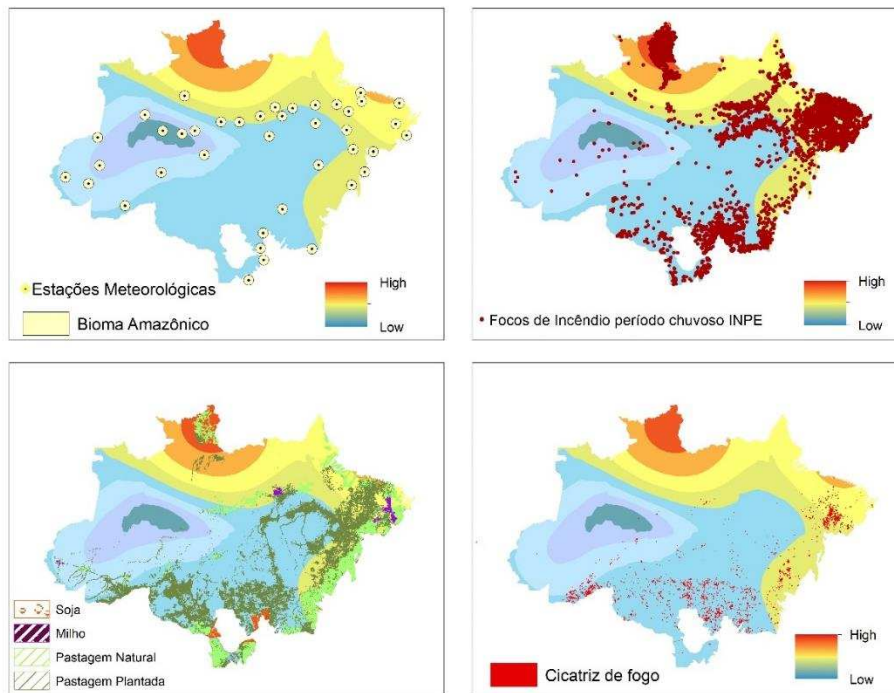 Estações Meteorológicas
Bioma Amazônico
High
Low
Focos de Incêndio período chuvoso INPE
High
Low
Soja
Milho
Pastagem Natural
Pastagem Plantada
Cicatriz de fogo
High
Low